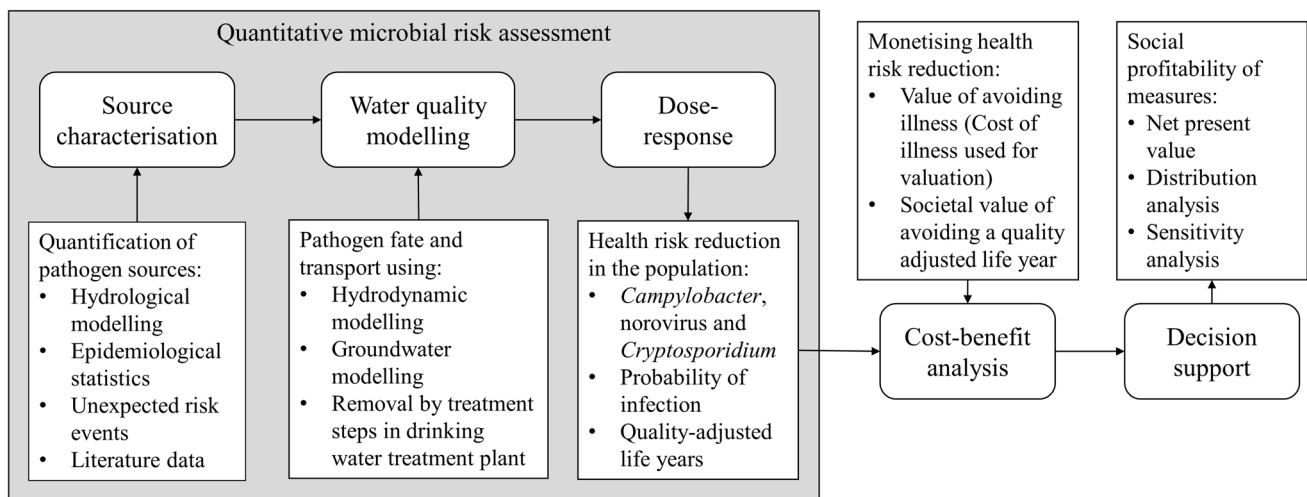 Quantitative microbial risk assessment
Source
characterisation
Water quality
modelling
Dose-
response
Quantification of
pathogen sources:
• Hydrological
modelling
• Epidemiological
statistics
• Unexpected risk
events
• Literature data
Pathogen fate and
transport using:
• Hydrodynamic
modelling
• Groundwater
modelling
• Removal by treatment
steps in drinking
water treatment plant
Health risk reduction
in the population:
• Campylobacter,
norovirus and
Cryptosporidium
• Probability of
infection
• Quality-adjusted
life years
Monetising health
risk reduction:
• Value of avoiding
illness (Cost of
illness used for
valuation)
• Societal value of
avoiding a quality
adjusted life year
Cost-benefit
analysis
Social
profitability of
measures:
• Net present
value
• Distribution
analysis
• Sensitivity
analysis
Decision
support